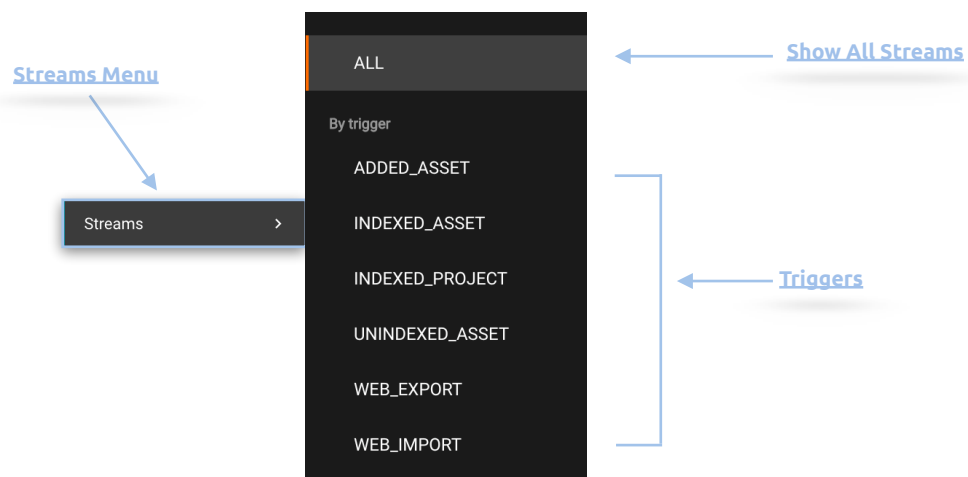 Streams Menu
Streams
ALL
By trigger
ADDED_ASSET
INDEXED_ASSET
INDEXED_PROJECT
UNINDEXED_ASSET
WEB_EXPORT
WEB_IMPORT
Show All Streams
Triggers